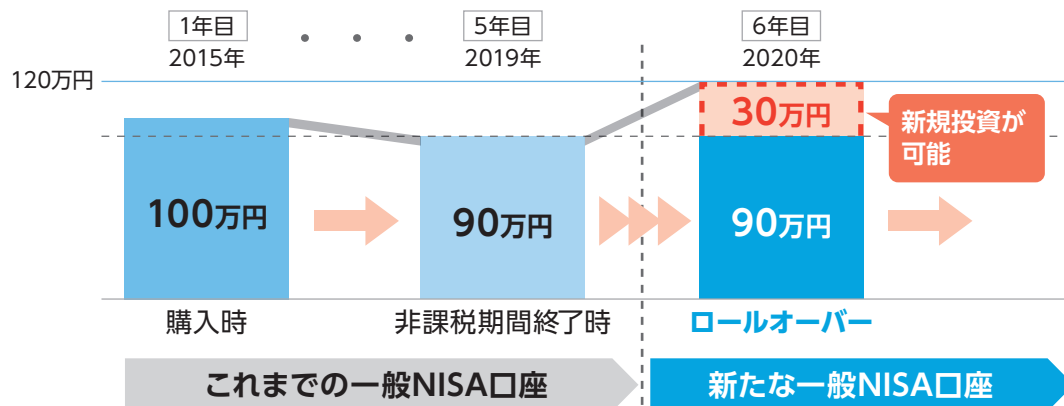 1年目
2015年
・ ・ ・
5年目
2019年
6年目
2020年
120万円
100万円
90万円
30万円
90万円
新規投資が
可能
購入時
非課税期間終了時
ロールオーバー
これまでの一般NISA口座
新たな一般NISA口座